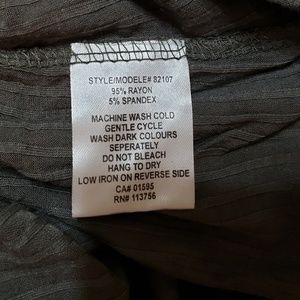 STYLE/MODELE# 82107
95% RAYON
5% SPANDEX
MACHINE WASH COLD
GENTLE CYCLE
WASH DARK COLOURS
SEPERATELY
DO NOT BLEACH
HANG TO DRY
LOW IRON ON REVERSE SIDE
CA# 01595
RN# 113756